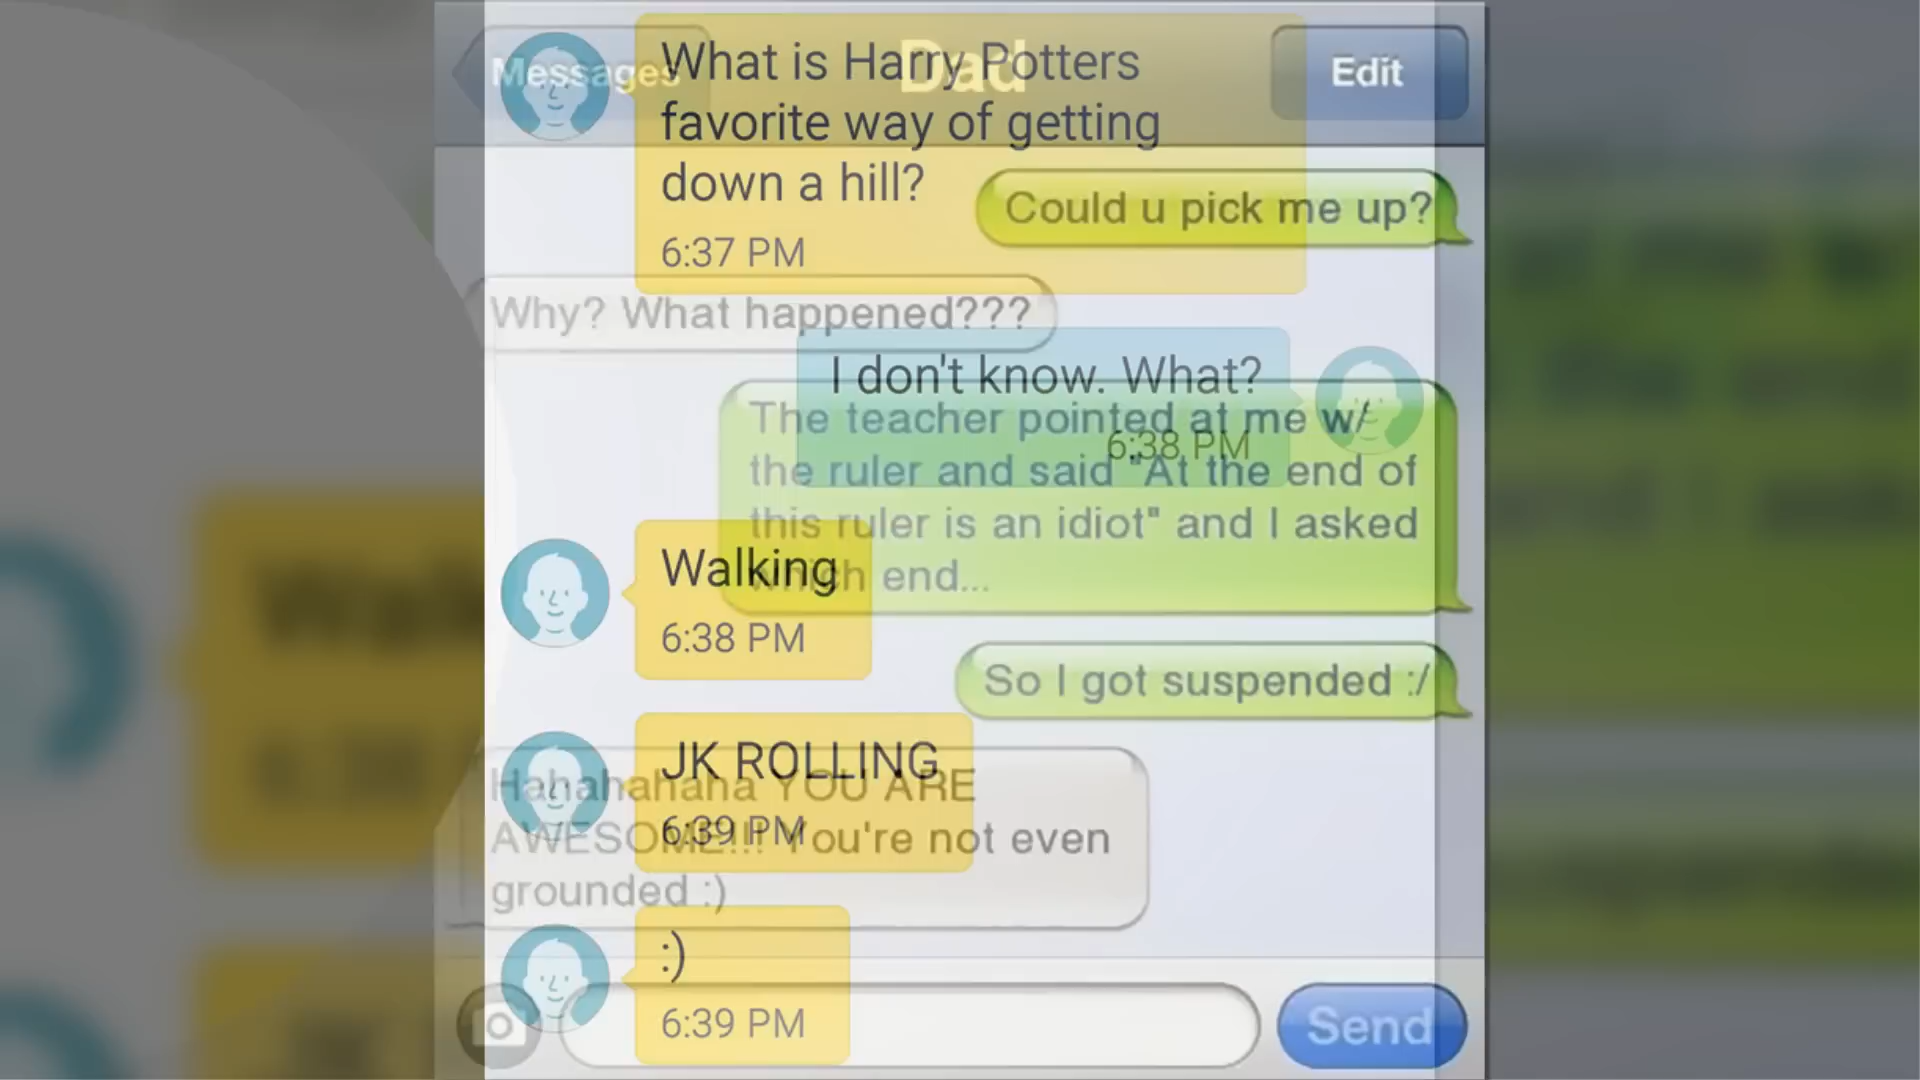 Messages
Dad
Edit
Could u pick me up?
Why? What happened???
The teacher pointed at me w/
the ruler and said "At the end of
this ruler is an idiot" and I asked
which end...
So I got suspended :/
Hahahahaha YOU ARE
AWESOME!!! You're not even
grounded :)
Send
What is Harry Potters
favorite way of getting
down a hill?
6:37 PM
I don't know. What?
6:38 PM
Walking
6:38 PM
JK ROLLING
6:39 PM
:)
6:39 PM